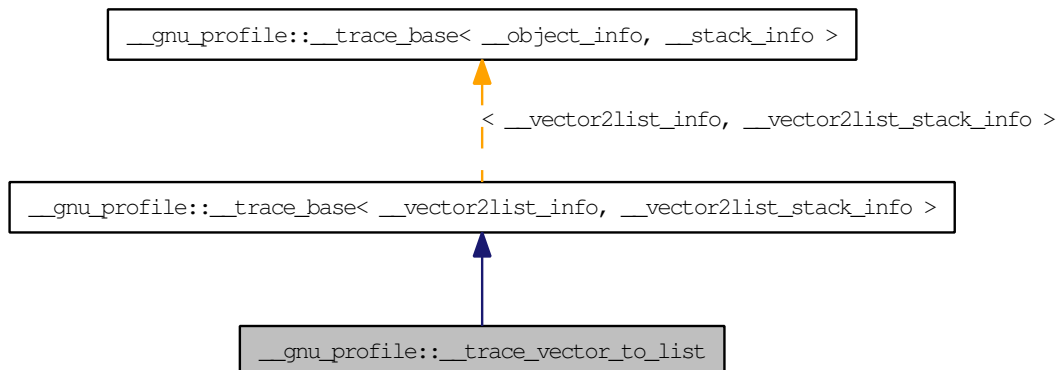 __gnu_profile::__trace_base< __object_info, __stack_info >
< __vector2list_info, __vector2list_stack_info >
__gnu_profile::__trace_base< __vector2list_info, __vector2list_stack_info >
__gnu_profile::__trace_vector_to_list